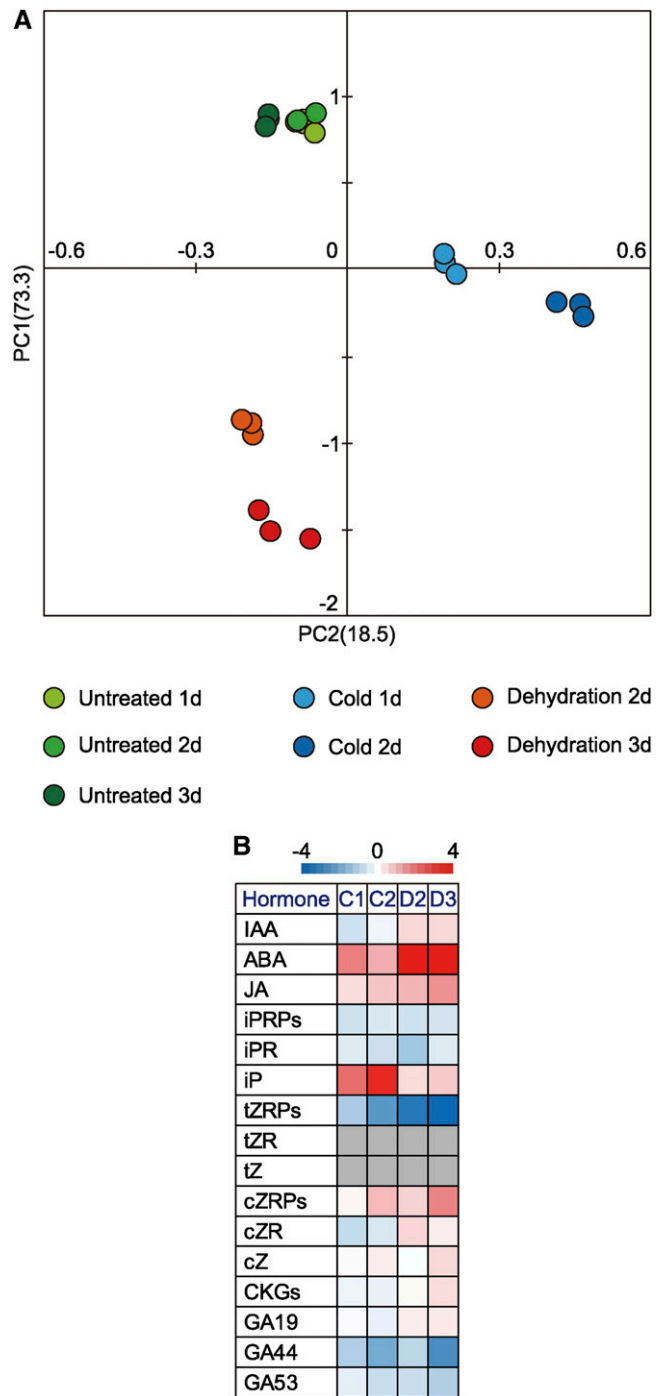 A
1
-0.6 -0.3 0 0.3 0.6
PC1(73.3)
-1
-2
PC2(18.5)
Untreated 1d Cold 1d Dehydration 2d
Untreated 2d Cold 2d Dehydration 3d
Untreated 3d
B
-4 0 4
Hormone C1 C2 D2 D3
IAA
ABA
JA
iPRPs
iPR
iP
tZRPs
tZR
tZ
cZRPs
cZR
cZ
CKGs
GA19
GA44
GA53